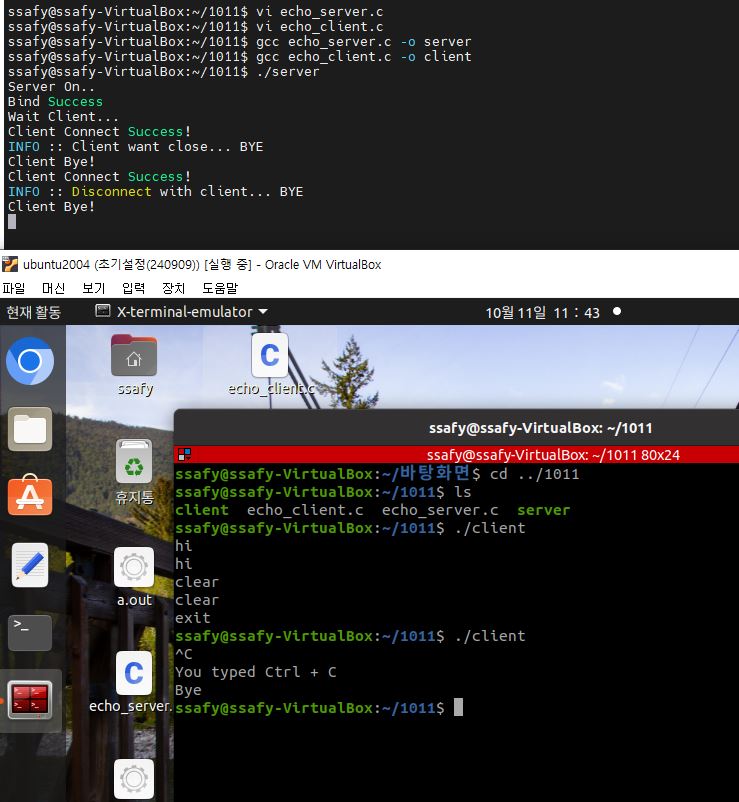 ssafy@ssafy-VirtualBox:~/1011$ vi echo_server.c
ssafy@ssafy-VirtualBox:~/1011$ vi echo_client.c
ssafy@ssafy-VirtualBox:~/1011$ gcc echo_server.c -o server
ssafy@ssafy-VirtualBox:~/1011$ gcc echo_client.c -o client
ssafy@ssafy-VirtualBox:~/1011$ ./server
Server On..
Bind Success
Wait Client...
Client Connect Success!
INFO :: Client want close... BYE
Client Bye!
Client Connect Success!
INFO :: Disconnect with client... BYE
Client Bye!
ubuntu2004 (초기설정(240909)) [실행 중] - Oracle VM VirtualBox
파일 머신 보기 입력 장치 도움말
현재 활동 X-terminal-emulator 10월 11일 11 : 43
C
ssafy echo_client.c
ssafy@ssafy-VirtualBox: ~/1011
ssafy@ssafy-VirtualBox: ~/1011 80x24
휴지통
a.out
C
echo_server.
ssafy@ssafy-VirtualBox:~/바탕화면$ cd ../1011
ssafy@ssafy-VirtualBox:~/1011$ ls
client echo_client.c echo_server.c server
ssafy@ssafy-VirtualBox:~/1011$ ./client
hi
hi
clear
clear
exit
ssafy@ssafy-VirtualBox:~/1011$ ./client
^C
You typed Ctrl + C
Bye
ssafy@ssafy-VirtualBox:~/1011$